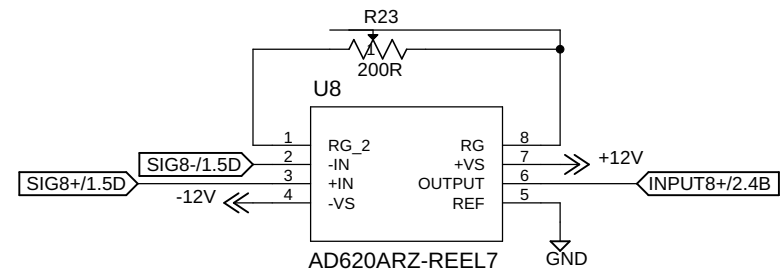 R23
1
200R
U8
1 RG_2 RG 8
SIG8-/1.5D 2 -IN +VS 7 +12V
SIG8+/1.5D 3 +IN OUTPUT 6 INPUT8+/2.4B
-12V 4 -VS REF 5
GND
AD620ARZ-REEL7